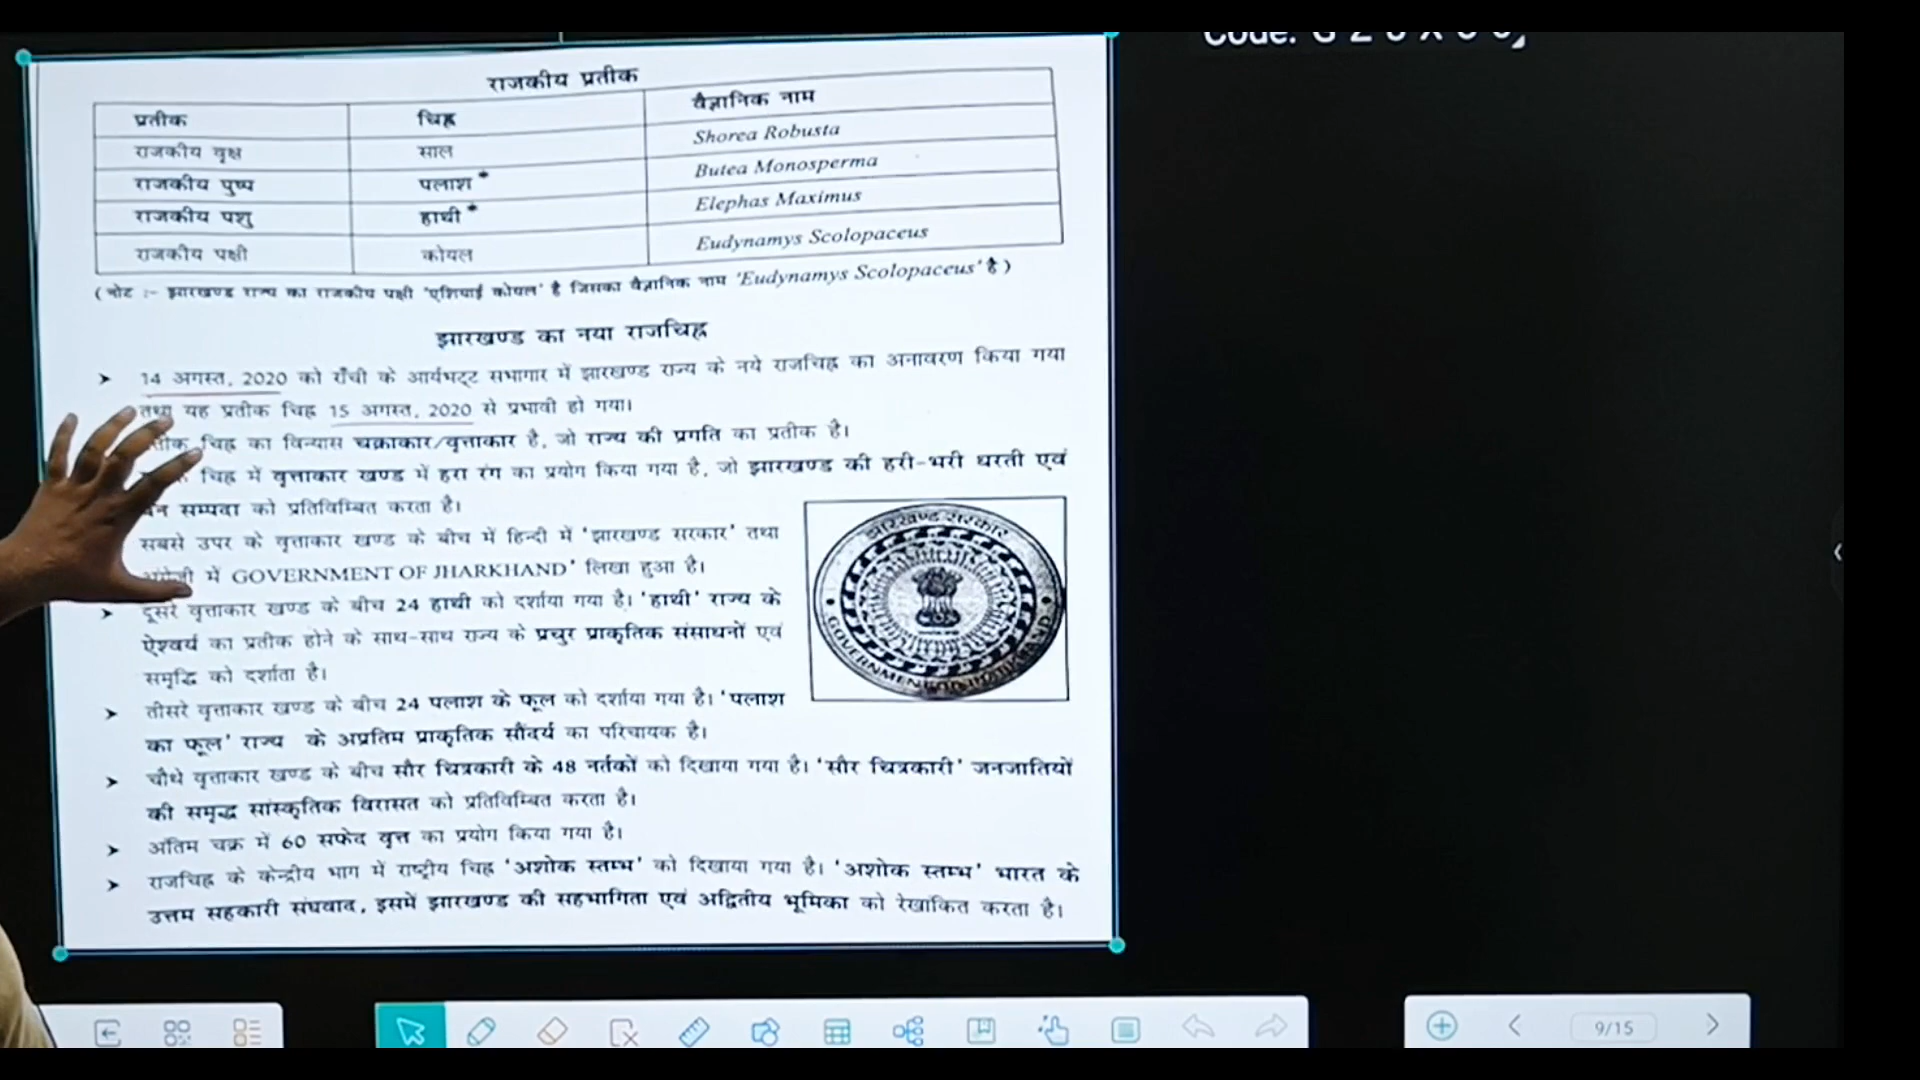 Code:
राजकीय प्रतीक
प्रतीक चिह्न वैज्ञानिक नाम
राजकीय वृक्ष साल Shorea Robusta
राजकीय पुष्प पलाश* Butea Monosperma
राजकीय पशु हाथी* Elephas Maximus
राजकीय पक्षी कोयल Eudynamys Scolopaceus
(नोट :- झारखण्ड राज्य का राजकीय पक्षी 'एशियाई कोयल' है जिसका वैज्ञानिक नाम 'Eudynamys Scolopaceus' है)
झारखण्ड का नया राजचिह्न
➤ 14 अगस्त, 2020 को राँची के आर्यभट्ट सभागार में झारखण्ड राज्य के नये राजचिह्न का अनावरण किया गया
तथा यह प्रतीक चिह्न 15 अगस्त, 2020 से प्रभावी हो गया।
चिह्न का विन्यास चक्राकार/वृत्ताकार है, जो राज्य की प्रगति का प्रतीक है।
चिह्न में वृत्ताकार खण्ड में हरा रंग का प्रयोग किया गया है, जो झारखण्ड की हरी-भरी धरती एवं
वन सम्पदा को प्रतिविम्बित करता है।
सबसे उपर के वृत्ताकार खण्ड के बीच में हिन्दी में 'झारखण्ड सरकार' तथा
में GOVERNMENT OF JHARKHAND' लिखा हुआ है।
➤ दूसरे वृत्ताकार खण्ड के बीच 24 हाथी को दर्शाया गया है। 'हाथी' राज्य के
ऐश्वर्य का प्रतीक होने के साथ-साथ राज्य के प्रचुर प्राकृतिक संसाधनों एवं
समृद्धि को दर्शाता है।
➤ तीसरे वृत्ताकार खण्ड के बीच 24 पलाश के फूल को दर्शाया गया है। 'पलाश
का फूल' राज्य के अप्रतिम प्राकृतिक सौंदर्य का परिचायक है।
➤ चौथे वृत्ताकार खण्ड के बीच सौर चित्रकारी के 48 नर्तकों को दिखाया गया है। 'सौर चित्रकारी' जनजातियों
की समृद्ध सांस्कृतिक विरासत को प्रतिविम्बित करता है।
➤ अंतिम चक्र में 60 सफेद वृत्त का प्रयोग किया गया है।
➤ राजचिह्न के केन्द्रीय भाग में राष्ट्रीय चिह्न 'अशोक स्तम्भ' को दिखाया गया है। 'अशोक स्तम्भ' भारत के
उत्तम सहकारी संघवाद, इसमें झारखण्ड की सहभागिता एवं अद्वितीय भूमिका को रेखांकित करता है।
झारखण्ड सरकार
GOVERNMENT OF JHARKHAND
9/15